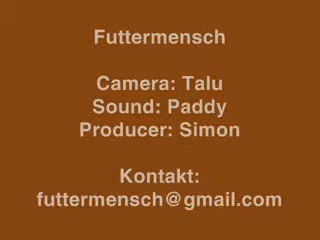 Futtermensch
Camera: Talu
Sound: Paddy
Producer: Simon
Kontakt:
futtermensch@gmail.com